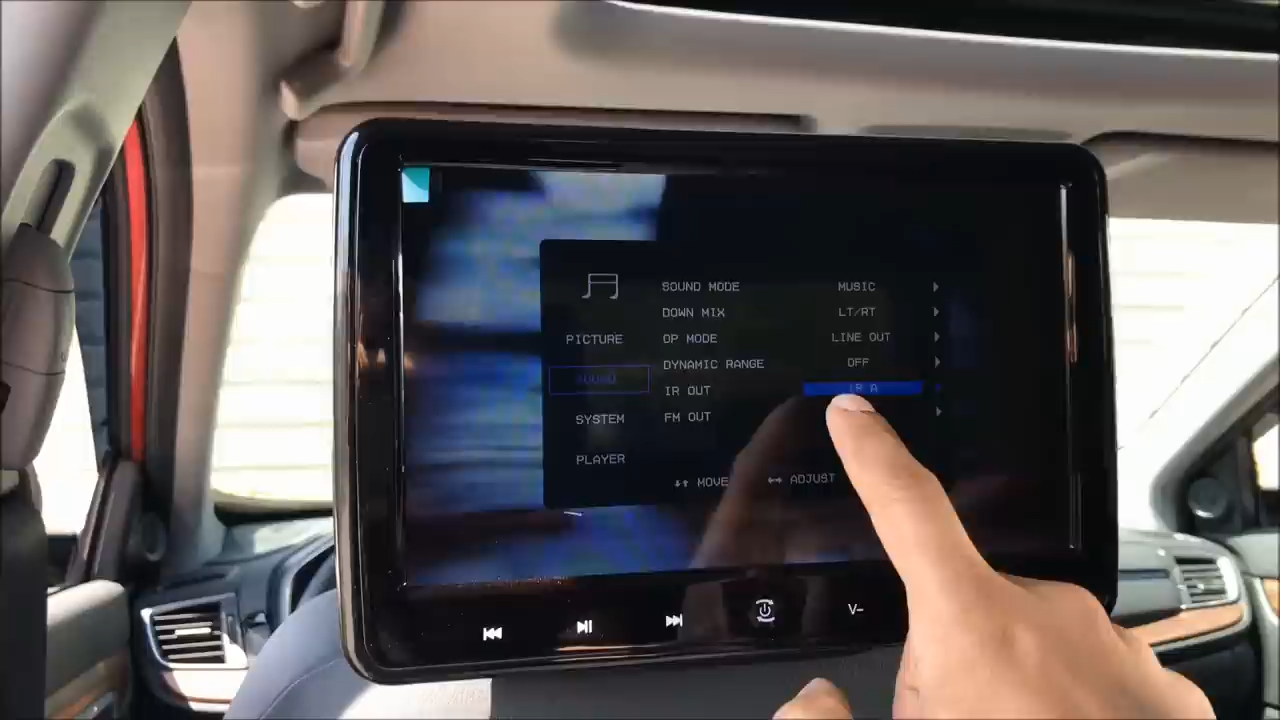 SOUND MODE MUSIC
DOWN MIX LT/RT
PICTURE
OP MODE LINE OUT
DYNAMIC RANGE OFF
SOUND
IR OUT IR A
SYSTEM
FM OUT
PLAYER
MOVE ADJUST
V-